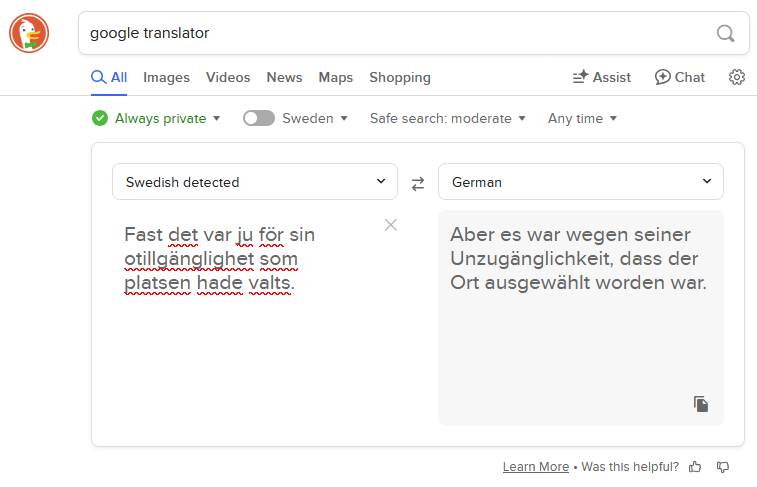 google translator
All Images Videos News Maps Shopping Assist Chat
Always private Sweden Safe search: moderate Any time
Swedish detected
German
Fast det var ju för sin
otillgänglighet som
platsen hade valts.
Aber es war wegen seiner
Unzugänglichkeit, dass der
Ort ausgewählt worden war.
Learn More • Was this helpful?